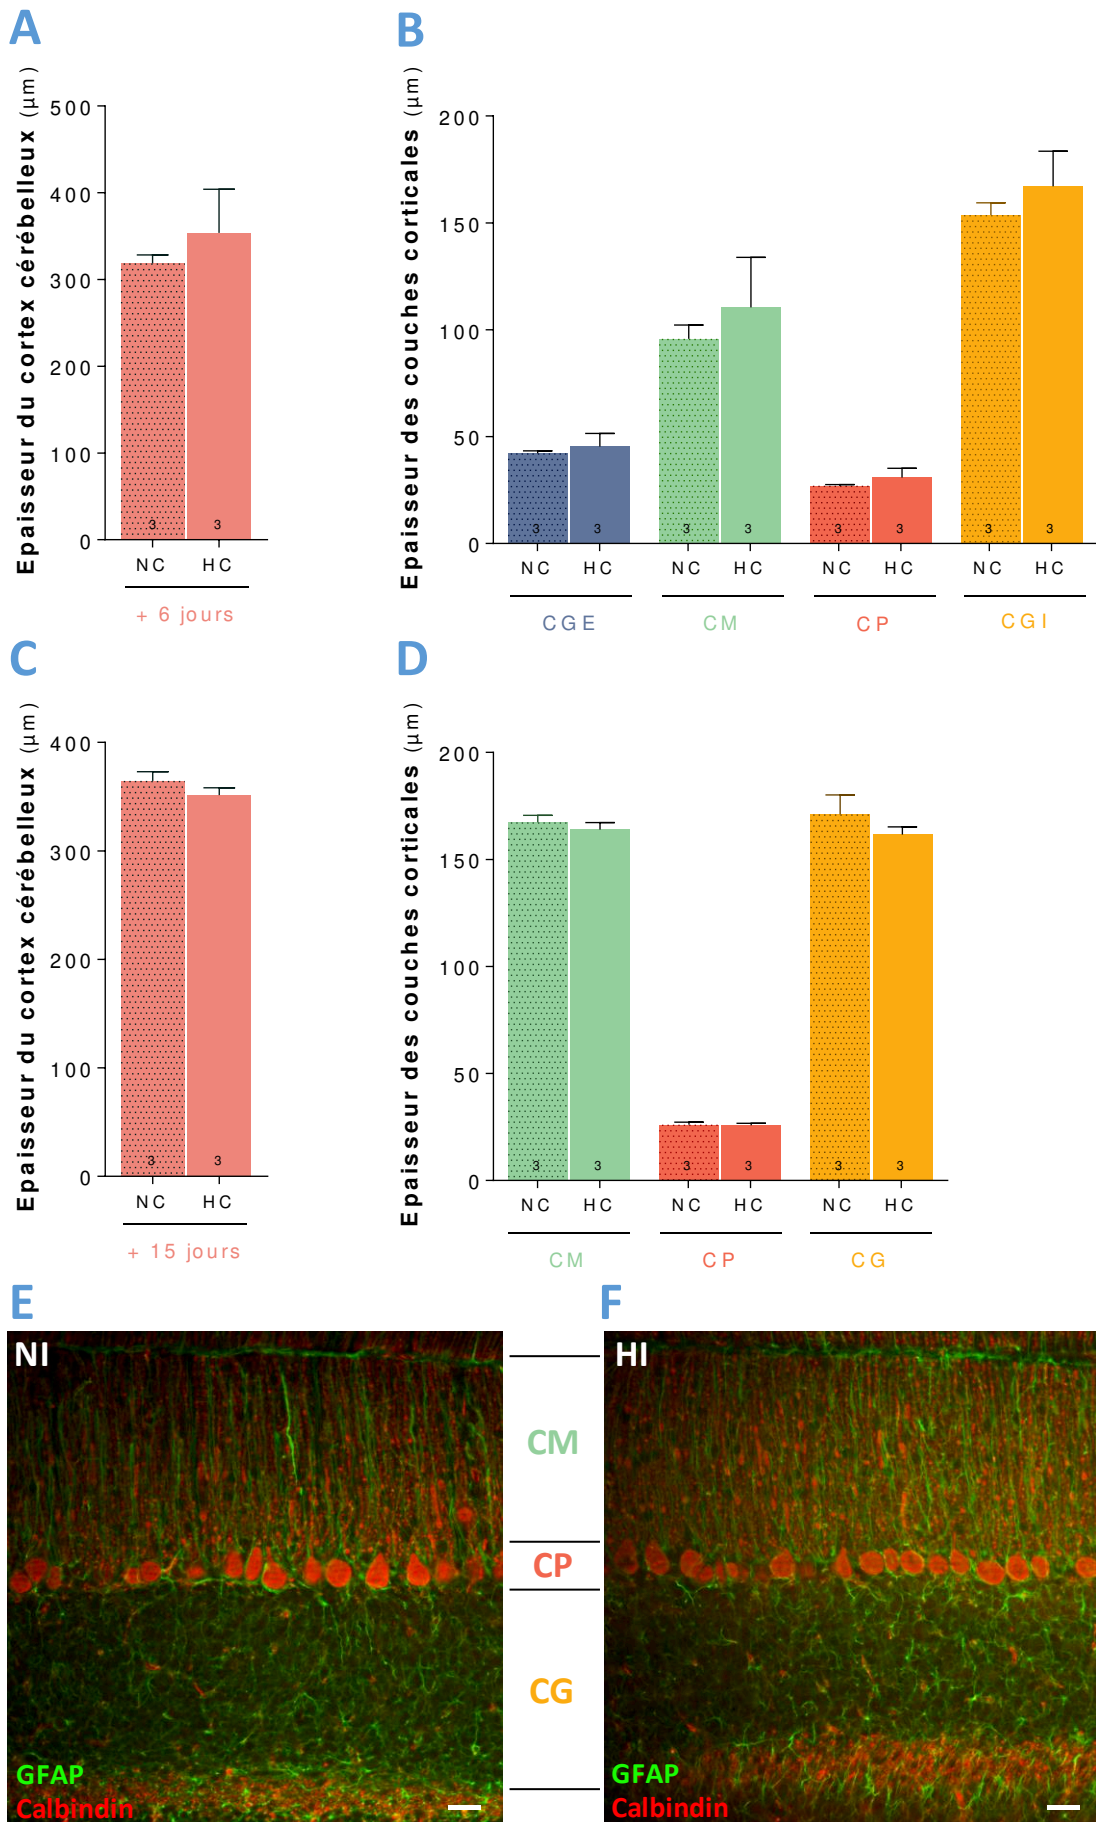 A
Epaisseur du cortex cérébelleux (µm)
500
400
300
200
100
0
3 3
NC HC
+ 6 jours
B
Epaisseur des couches corticales (µm)
200
150
100
50
0
3 3 3 3 3 3 3 3
NC HC NC HC NC HC NC HC
CGE CM CP CGI
C
Epaisseur du cortex cérébelleux (µm)
400
300
200
100
0
3 3
NC HC
+ 15 jours
D
Epaisseur des couches corticales (µm)
200
150
100
50
0
3 3 3 3 3 3
NC HC NC HC NC HC
CM CP CG
E
NI
GFAP
Calbindin
CM
CP
CG
F
HI
GFAP
Calbindin